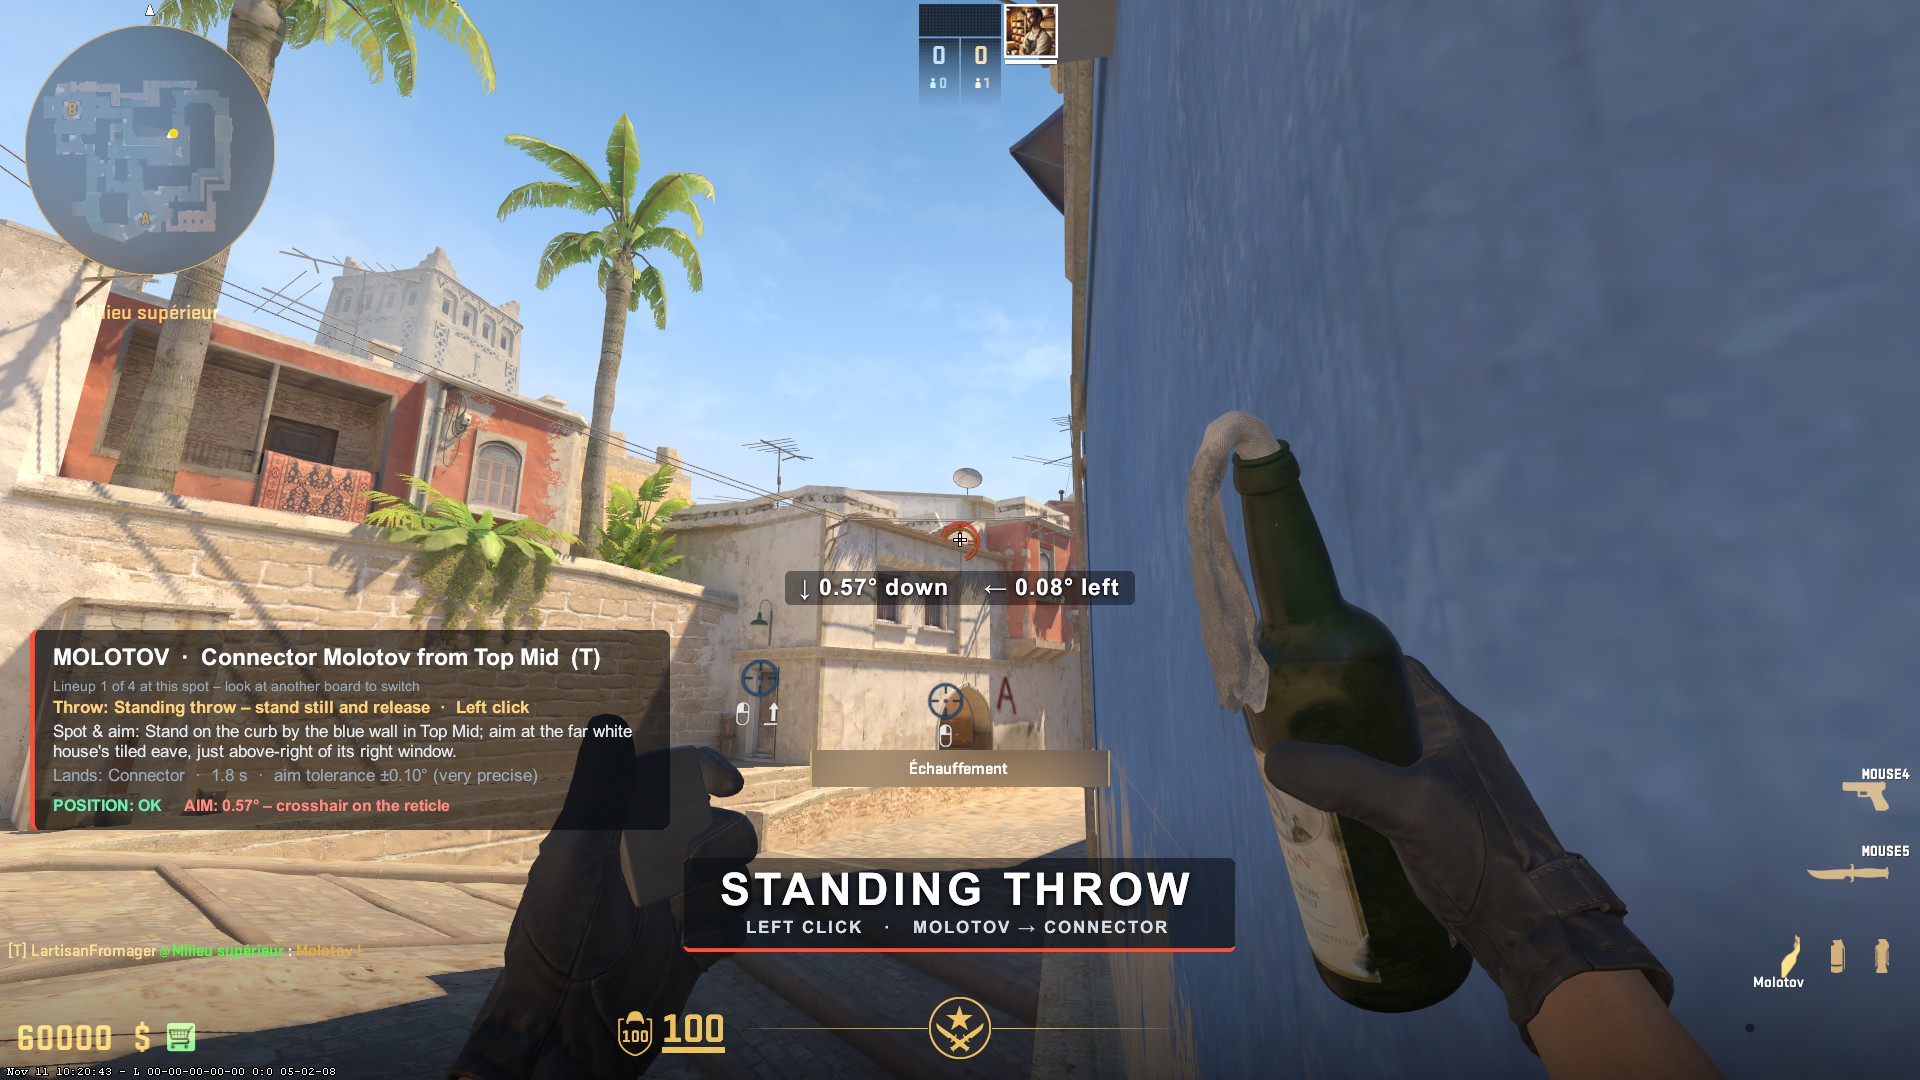 0 0
0 1
B
A
Milieu supérieur
↓ 0.57° down ← 0.08° left
MOLOTOV · Connector Molotov from Top Mid (T)
Lineup 1 of 4 at this spot – look at another board to switch
Throw: Standing throw – stand still and release · Left click
Spot & aim: Stand on the curb by the blue wall in Top Mid; aim at the far white
house's tiled eave, just above-right of its right window.
Lands: Connector · 1.8 s · aim tolerance ±0.10° (very precise)
POSITION: OK AIM: 0.57° – crosshair on the reticle
A
Échauffement
MOUSE4
MOUSE5
STANDING THROW
LEFT CLICK · MOLOTOV → CONNECTOR
[T] LartisanFromager @Milieu supérieur : Molotov !
Molotov
60000 $
100 100
Nov 11 10:20:43 - L 00-00-00-00-00 0:0 05-02-08